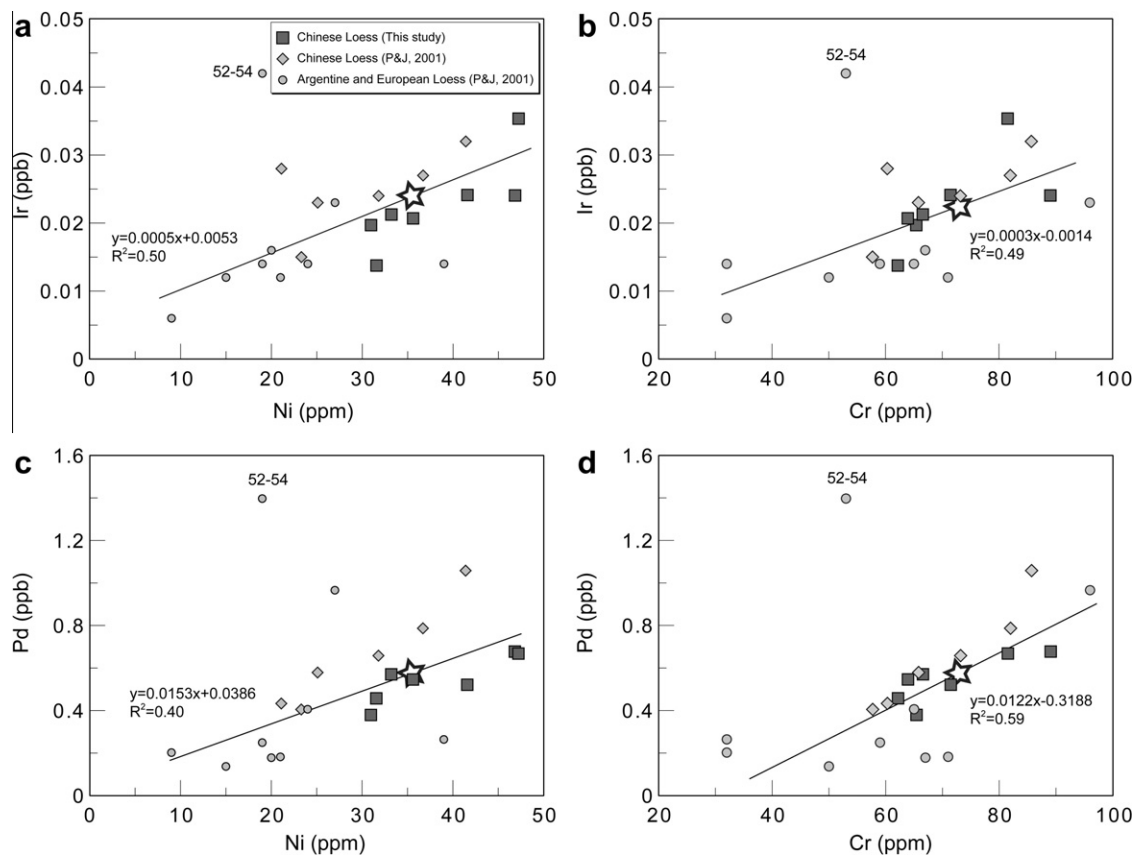 a
0.05
0.04
0.03
0.02
0.01
0
Ir (ppb)
52-54
Chinese Loess (This study)
Chinese Loess (P&J, 2001)
Argentine and European Loess (P&J, 2001)
y=0.0005x+0.0053
R²=0.50
0 10 20 30 40 50
Ni (ppm)
b
0.05
0.04
0.03
0.02
0.01
0
Ir (ppb)
52-54
y=0.0003x-0.0014
R²=0.49
20 40 60 80 100
Cr (ppm)
c
1.6
1.2
0.8
0.4
0
Pd (ppb)
52-54
y=0.0153x+0.0386
R²=0.40
0 10 20 30 40 50
Ni (ppm)
d
1.6
1.2
0.8
0.4
0
Pd (ppb)
52-54
y=0.0122x-0.3188
R²=0.59
20 40 60 80 100
Cr (ppm)